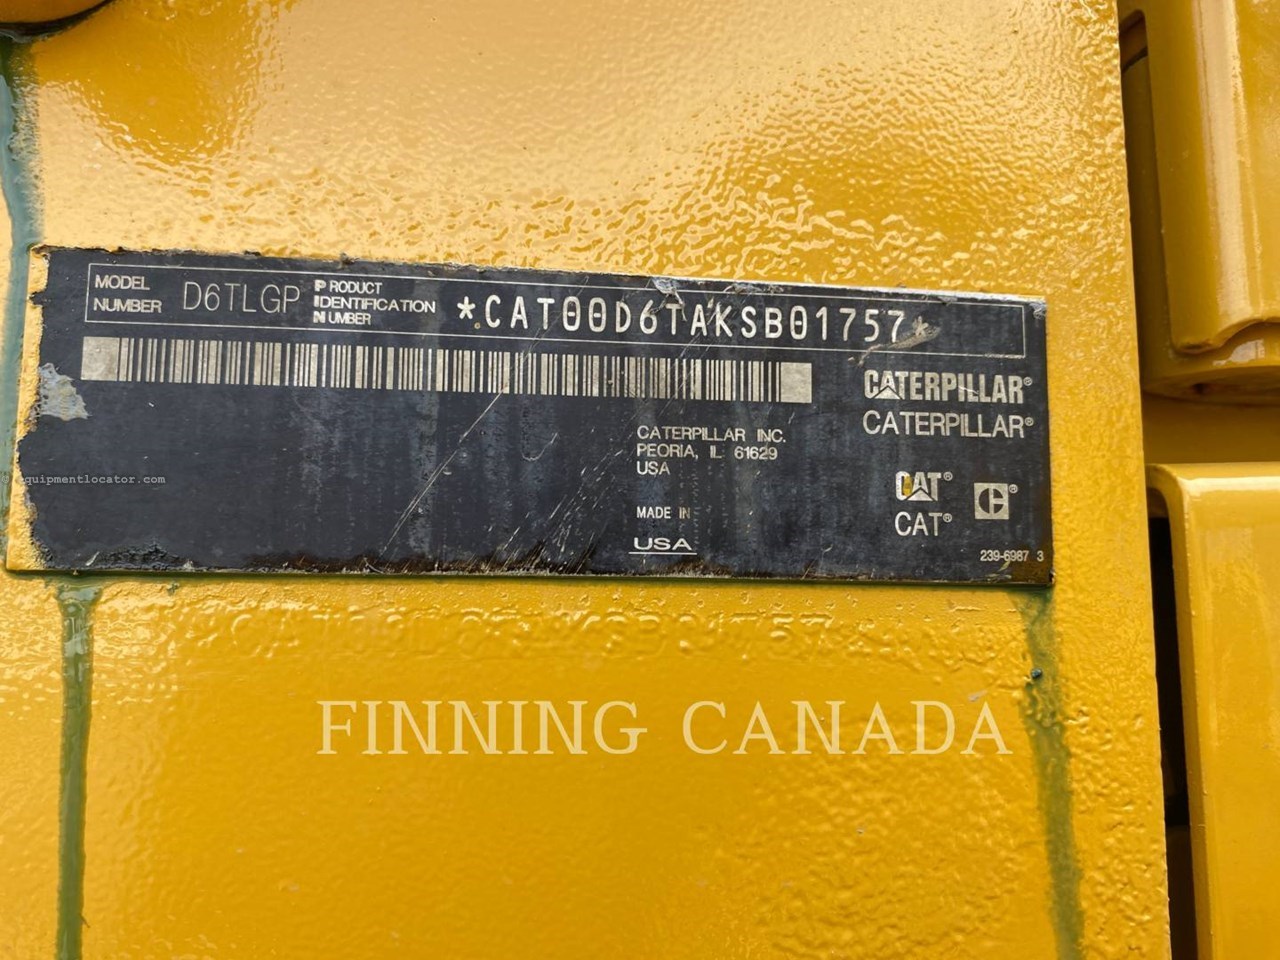 MODEL NUMBER D6TLGP PRODUCT IDENTIFICATION NUMBER *CAT00D6TAKSB01757*
CATERPILLAR®
CATERPILLAR®
CATERPILLAR INC.
PEORIA, IL 61629
USA
CAT®
CAT®
C®
MADE IN
USA
239-6987 3
equipmentlocator.com
CAT00D6TAKSB01757
FINNING CANADA